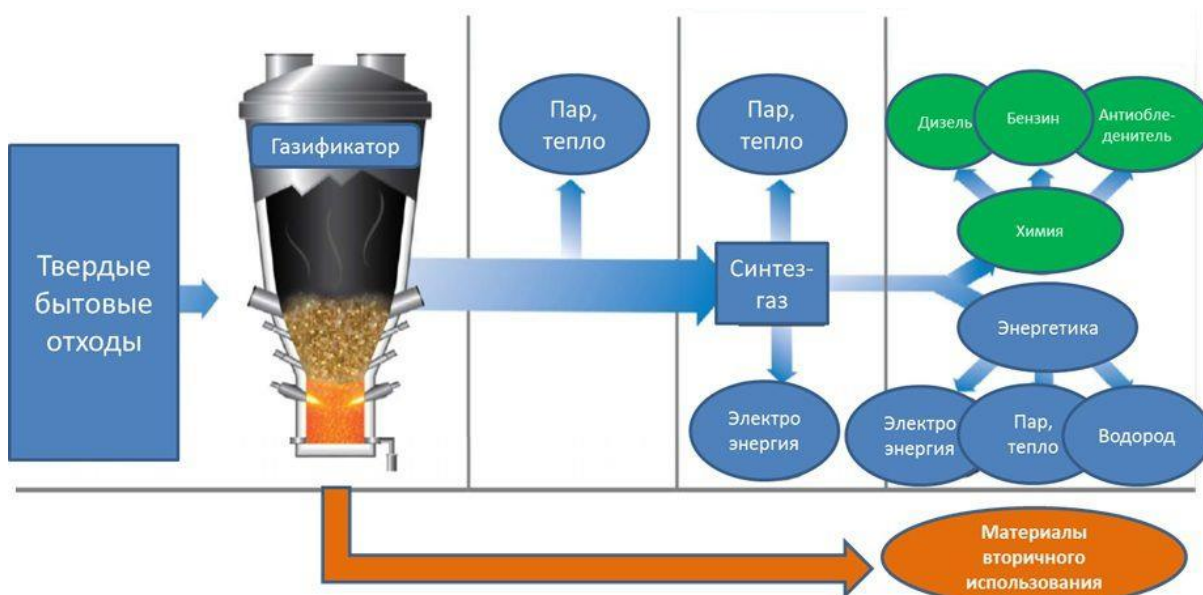 Твердые
бытовые
отходы
Газификатор
Пар,
тепло
Пар,
тепло
Синтез-
газ
Электро
энергия
Дизель
Бензин
Антиобле-
денитель
Химия
Энергетика
Электро
энергия
Пар,
тепло
Водород
Материалы
вторичного
использования